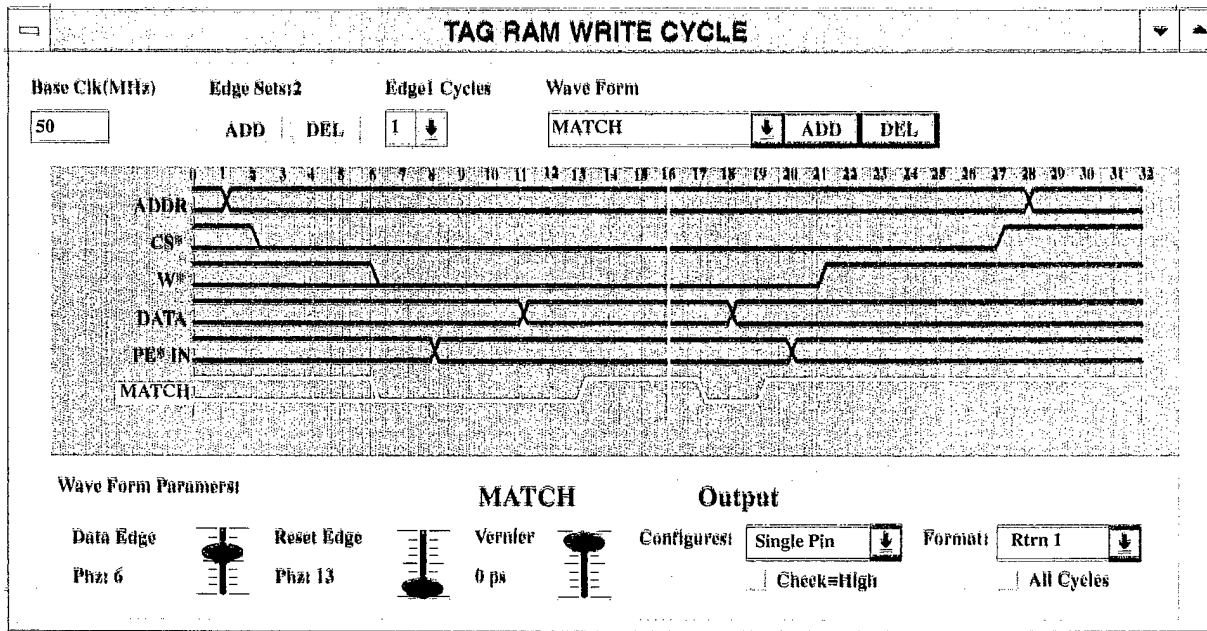 TAG RAM WRITE CYCLE
Base Clk(MHz) Edge Sets:2 Edge1 Cycles Wave Form
50 ADD DEL 1 MATCH ADD DEL
0 1 2 3 4 5 6 7 8 9 10 11 12 13 14 15 16 17 18 19 20 21 22 23 24 25 26 27 28 29 30 31 32
ADDR
CS*
W*
DATA
PE* IN
MATCH
Wave Form Paramers: MATCH Output
Data Edge Reset Edge Vernier Configures: Single Pin Format: Rtrn 1
Phz: 6 Phz: 13 0 ps Check=High All Cycles